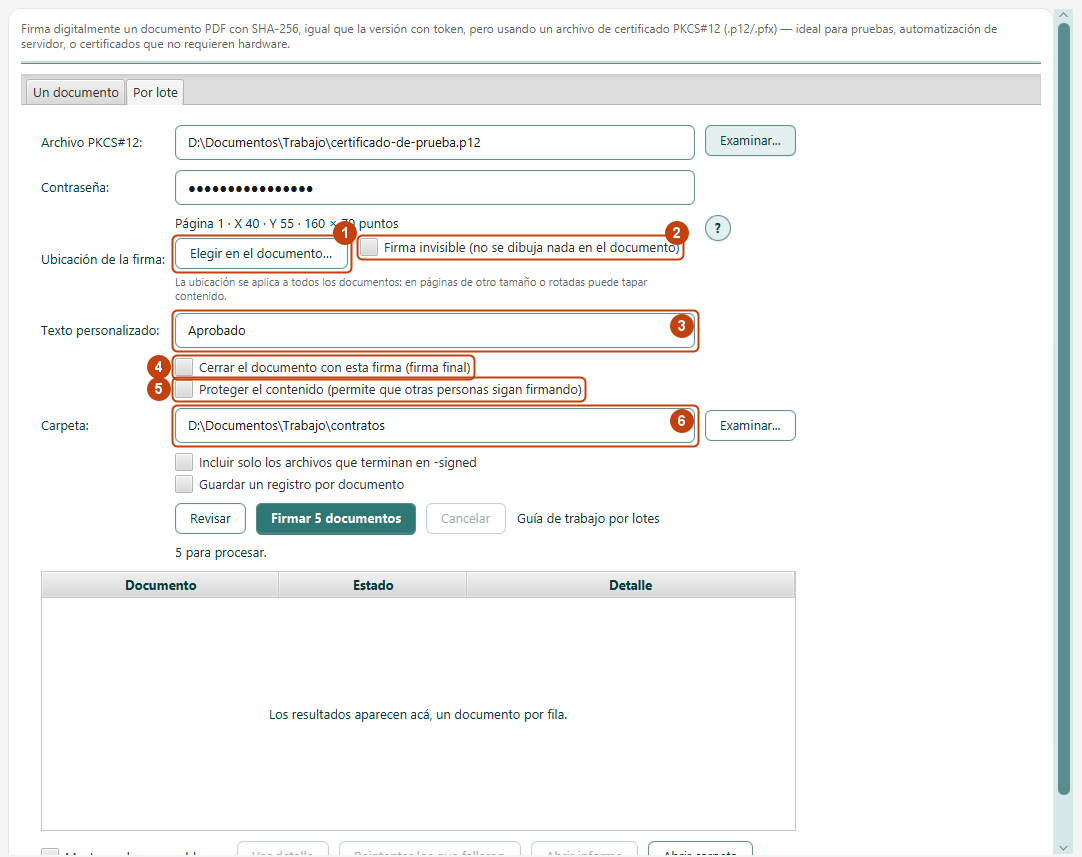 Firma digitalmente un documento PDF con SHA-256, igual que la versión con token, pero usando un archivo de certificado PKCS#12 (.p12/.pfx) — ideal para pruebas, automatización de
servidor, o certificados que no requieren hardware.
Un documento Por lote
Archivo PKCS#12: D:\Documentos\Trabajo\certificado-de-prueba.p12 Examinar...
Contraseña: ●●●●●●●●●●●●●●●●
Página 1 · X 40 · Y 55 · 160 × 70 puntos ?
1 2
Ubicación de la firma: Elegir en el documento... Firma invisible (no se dibuja nada en el documento)
La ubicación se aplica a todos los documentos: en páginas de otro tamaño o rotadas puede tapar
contenido.
Texto personalizado: Aprobado 3
4 Cerrar el documento con esta firma (firma final)
5 Proteger el contenido (permite que otras personas sigan firmando)
Carpeta: D:\Documentos\Trabajo\contratos 6 Examinar...
Incluir solo los archivos que terminan en -signed
Guardar un registro por documento
Revisar Firmar 5 documentos Cancelar Guía de trabajo por lotes
5 para procesar.
Documento Estado Detalle
Los resultados aparecen acá, un documento por fila.
Ver detalle Reintentar los que fallaron Abrir informe Abrir carpeta